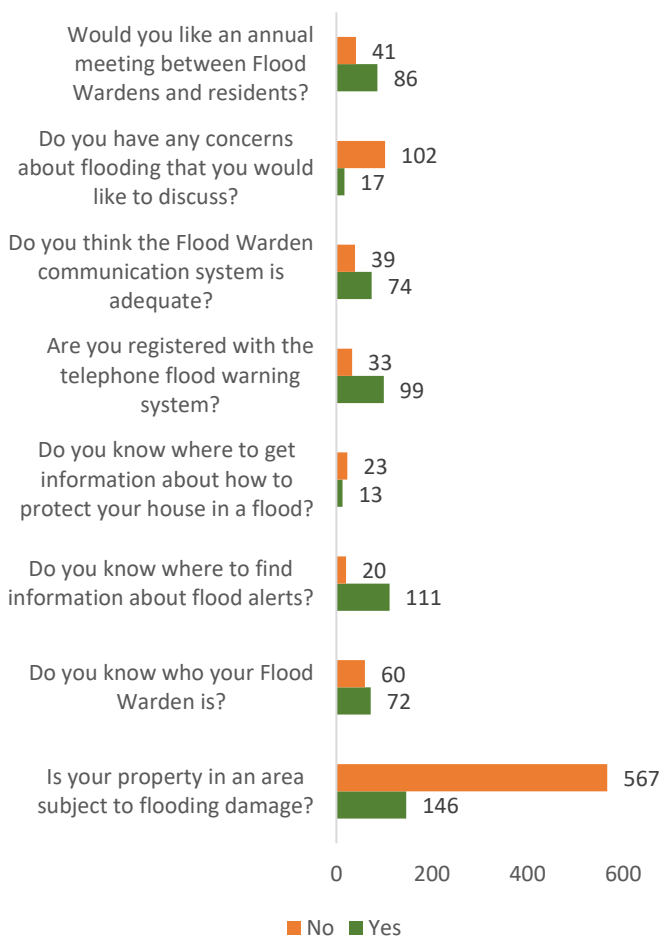 Would you like an annual
meeting between Flood
Wardens and residents?
41
86
Do you have any concerns
about flooding that you would
like to discuss?
102
17
Do you think the Flood Warden
communication system is
adequate?
39
74
Are you registered with the
telephone flood warning
system?
33
99
Do you know where to get
information about how to
protect your house in a flood?
23
13
Do you know where to find
information about flood alerts?
20
111
Do you know who your Flood
Warden is?
60
72
Is your property in an area
subject to flooding damage?
567
146
0 200 400 600
No Yes